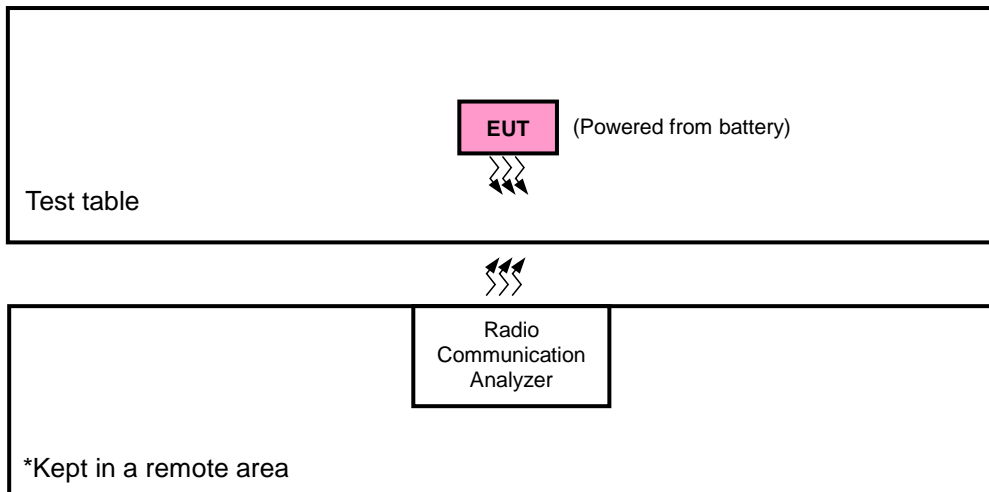 EUT
(Powered from battery)
Test table
Radio
Communication
Analyzer
*Kept in a remote area